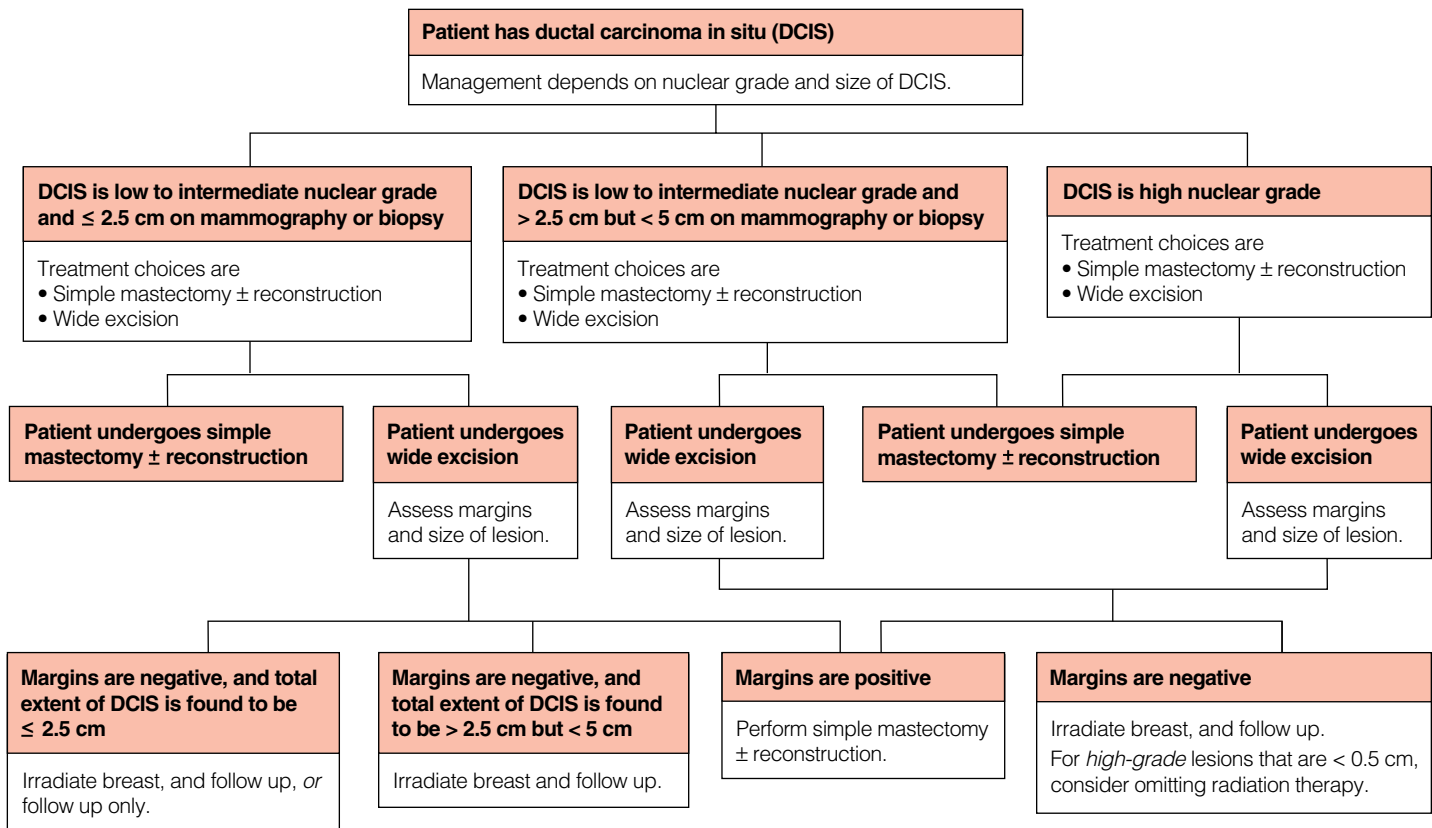 Patient has ductal carcinoma in situ (DCIS)
Management depends on nuclear grade and size of DCIS.
DCIS is low to intermediate nuclear grade
and ≤ 2.5 cm on mammography or biopsy
Treatment choices are
• Simple mastectomy ± reconstruction
• Wide excision
DCIS is low to intermediate nuclear grade and
> 2.5 cm but < 5 cm on mammography or biopsy
Treatment choices are
• Simple mastectomy ± reconstruction
• Wide excision
DCIS is high nuclear grade
Treatment choices are
• Simple mastectomy ± reconstruction
• Wide excision
Patient undergoes simple
mastectomy ± reconstruction
Patient undergoes
wide excision
Assess margins
and size of lesion.
Patient undergoes
wide excision
Assess margins
and size of lesion.
Patient undergoes simple
mastectomy ± reconstruction
Patient undergoes
wide excision
Assess margins
and size of lesion.
Margins are negative, and total
extent of DCIS is found to be
≤ 2.5 cm
Irradiate breast, and follow up, or
follow up only.
Margins are negative, and
total extent of DCIS is found
to be > 2.5 cm but < 5 cm
Irradiate breast and follow up.
Margins are positive
Perform simple mastectomy
± reconstruction.
Margins are negative
Irradiate breast, and follow up.
For high-grade lesions that are < 0.5 cm,
consider omitting radiation therapy.